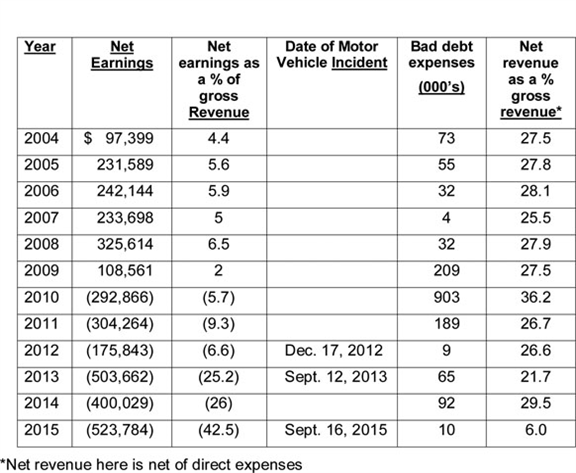 Year Net Net Date of Motor Bad debt Net
Earnings earnings as Vehicle Incident expenses revenue
a % of (000's) as a %
gross gross
Revenue revenue*
2004 $ 97,399 4.4 73 27.5
2005 231,589 5.6 55 27.8
2006 242,144 5.9 32 28.1
2007 233,698 5 4 25.5
2008 325,614 6.5 32 27.9
2009 108,561 2 209 27.5
2010 (292,866) (5.7) 903 36.2
2011 (304,264) (9.3) 189 26.7
2012 (175,843) (6.6) Dec. 17, 2012 9 26.6
2013 (503,662) (25.2) Sept. 12, 2013 65 21.7
2014 (400,029) (26) 92 29.5
2015 (523,784) (42.5) Sept. 16, 2015 10 6.0
*Net revenue here is net of direct expenses